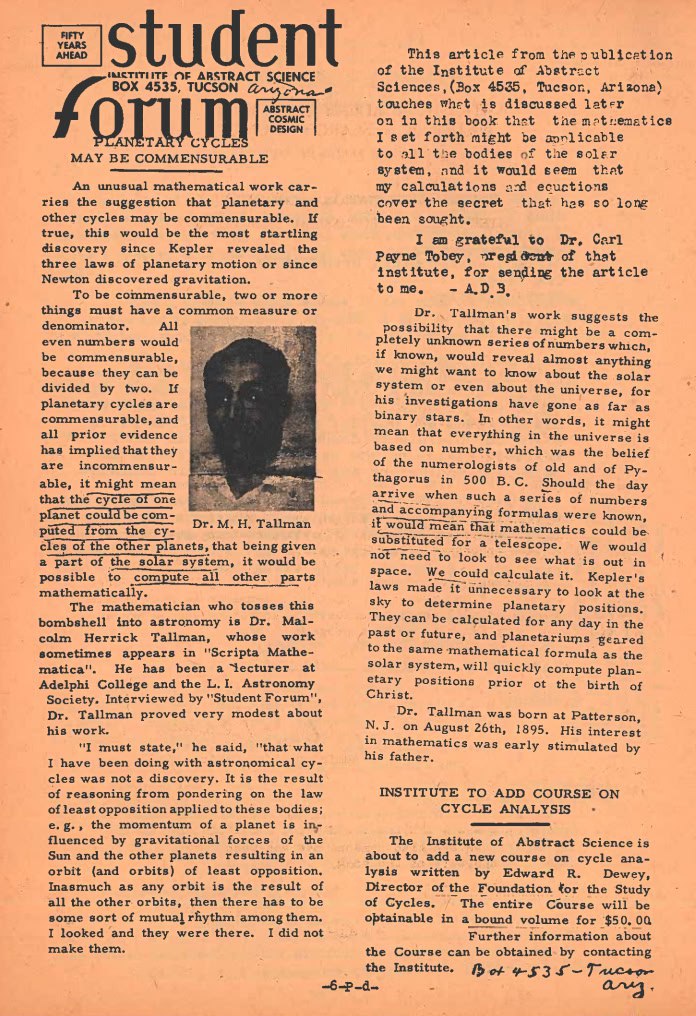 FIFTY
YEARS
AHEAD
student
INSTITUTE OF ABSTRACT SCIENCE
BOX 4535, TUCSON Arizona
forum
ABSTRACT
COSMIC
DESIGN
PLANETARY CYCLES
MAY BE COMMENSURABLE
An unusual mathematical work car-
ries the suggestion that planetary and
other cycles may be commensurable. If
true, this would be the most startling
discovery since Kepler revealed the
three laws of planetary motion or since
Newton discovered gravitation.
To be commensurable, two or more
things must have a common measure or
denominator. All
even numbers would
be commensurable,
because they can be
divided by two. If
planetary cycles are
commensurable, and
all prior evidence
has implied that they
are incommensur-
able, it might mean
that the cycle of one
planet could be com-
puted from the cy-
cles of the other planets, that being given
a part of the solar system, it would be
possible to compute all other parts
mathematically.
Dr. M. H. Tallman
The mathematician who tosses this
bombshell into astronomy is Dr. Mal-
colm Herrick Tallman, whose work
sometimes appears in "Scripta Mathe-
matica". He has been a lecturer at
Adelphi College and the L. I. Astronomy
Society. Interviewed by "Student Forum",
Dr. Tallman proved very modest about
his work.
"I must state," he said, "that what
I have been doing with astronomical cy-
cles was not a discovery. It is the result
of reasoning from pondering on the law
of least opposition applied to these bodies;
e.g., the momentum of a planet is in-
fluenced by gravitational forces of the
Sun and the other planets resulting in an
orbit (and orbits) of least opposition.
Inasmuch as any orbit is the result of
all the other orbits, then there has to be
some sort of mutual rhythm among them.
I looked and they were there. I did not
make them.
This article from the publication
of the Institute of Abstract
Sciences,(Box 4535, Tucson, Arizona)
touches what is discussed later
on in this book that the mathematics
I set forth might be applicable
to all the bodies of the solar
system, and it would seem that
my calculations and equctions
cover the secret that has so long
been sought.
I am grateful to Dr. Carl
Payne Tobey, president of that
institute, for sending the article
to me. - A.D.B.
Dr. Tallman's work suggests the
possibility that there might be a com-
pletely unknown series of numbers which,
if known, would reveal almost anything
we might want to know about the solar
system or even about the universe, for
his investigations have gone as far as
binary stars. In other words, it might
mean that everything in the universe is
based on number, which was the belief
of the numerologists of old and of Py-
thagorus in 500 B.C. Should the day
arrive when such a series of numbers
and accompanying formulas were known,
it would mean that mathematics could be
substituted for a telescope. We would
not need to look to see what is out in
space. We could calculate it. Kepler's
laws made it unnecessary to look at the
sky to determine planetary positions.
They can be calculated for any day in the
past or future, and planetariums geared
to the same mathematical formula as the
solar system, will quickly compute plan-
etary positions prior ot the birth of
Christ.
Dr. Tallman was born at Patterson,
N. J. on August 26th, 1895. His interest
in mathematics was early stimulated by
his father.
INSTITUTE TO ADD COURSE ON
CYCLE ANALYSIS
The Institute of Abstract Science is
about to add a new course on cycle ana-
lysis written by Edward R. Dewey,
Director of the Foundation for the Study
of Cycles. The entire Course will be
obtainable in a bound volume for $50.00
Further information about
the Course can be obtained by contacting
the Institute. Box 4535-Tucson
Ariz.
-6-P-d-